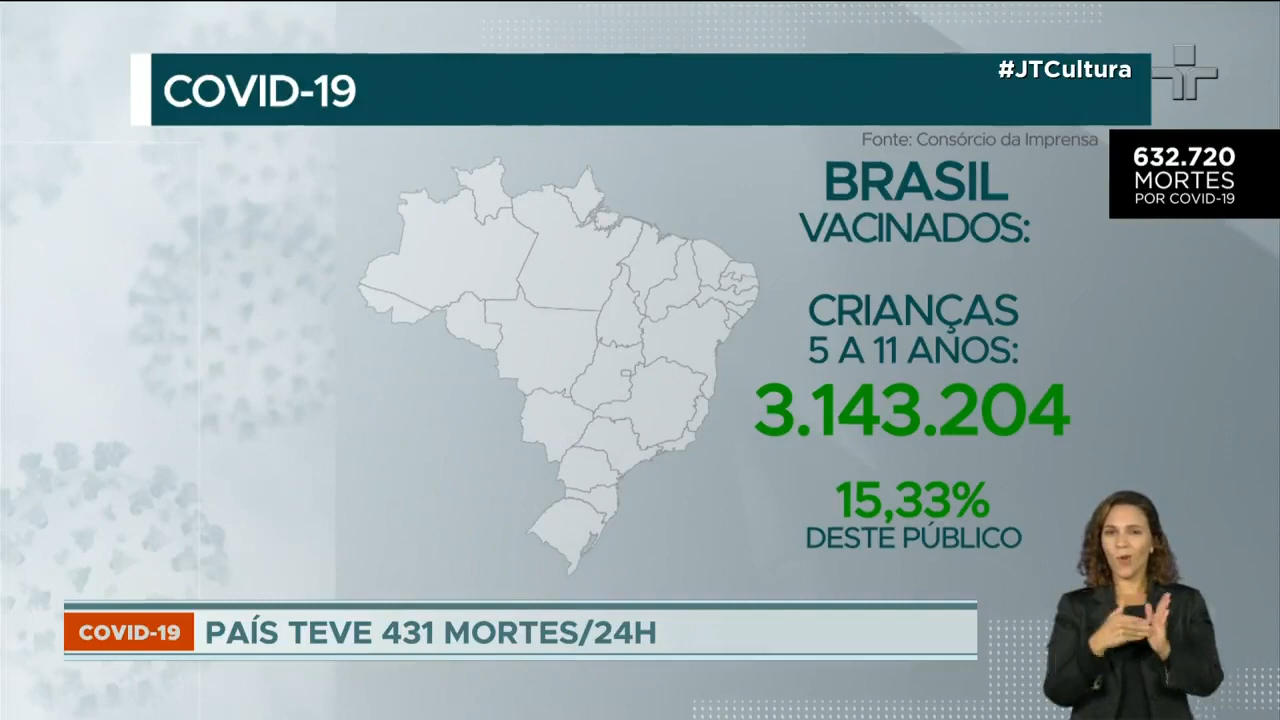 COVID-19
#JTCultura
Fonte: Consórcio da Imprensa
632.720
MORTES
POR COVID-19
BRASIL
VACINADOS:
CRIANÇAS
5 A 11 ANOS:
3.143.204
15,33%
DESTE PÚBLICO
COVID-19 PAÍS TEVE 431 MORTES/24H